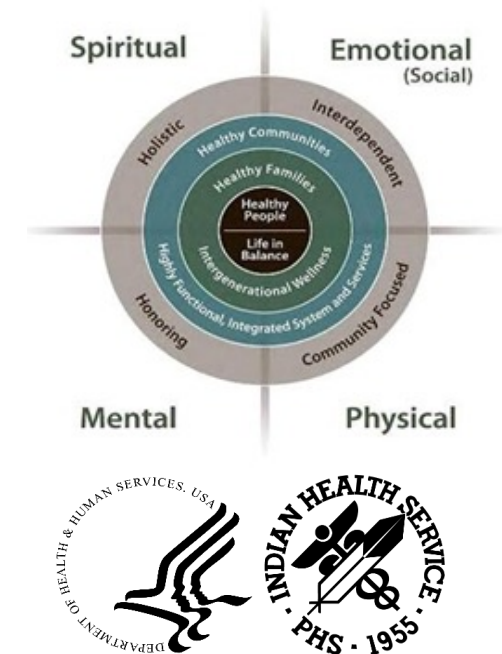 Spiritual
Emotional
(Social)
Holistic
Interdependent
Healthy Communities
Healthy Families
Healthy
People
Life in
Balance
Intergenerational Wellness
Highly Functional, Integrated System and Services
Honoring
Community Focused
Mental
Physical
DEPARTMENT OF HEALTH & HUMAN SERVICES. USA
INDIAN HEALTH SERVICE
· PHS · 1955 ·